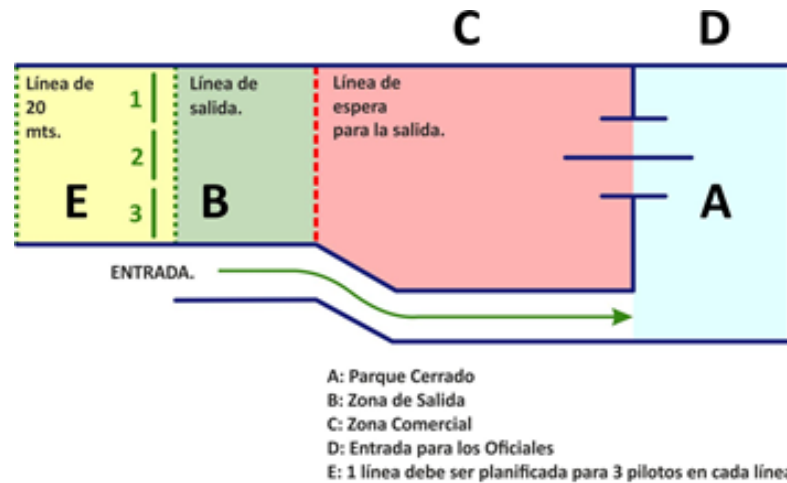 C
D
Línea de
20
mts.
1
2
3
E
Línea de
salida.
B
Línea de
espera
para la salida.
A
ENTRADA.
A: Parque Cerrado
B: Zona de Salida
C: Zona Comercial
D: Entrada para los Oficiales
E: 1 línea debe ser planificada para 3 pilotos en cada línea